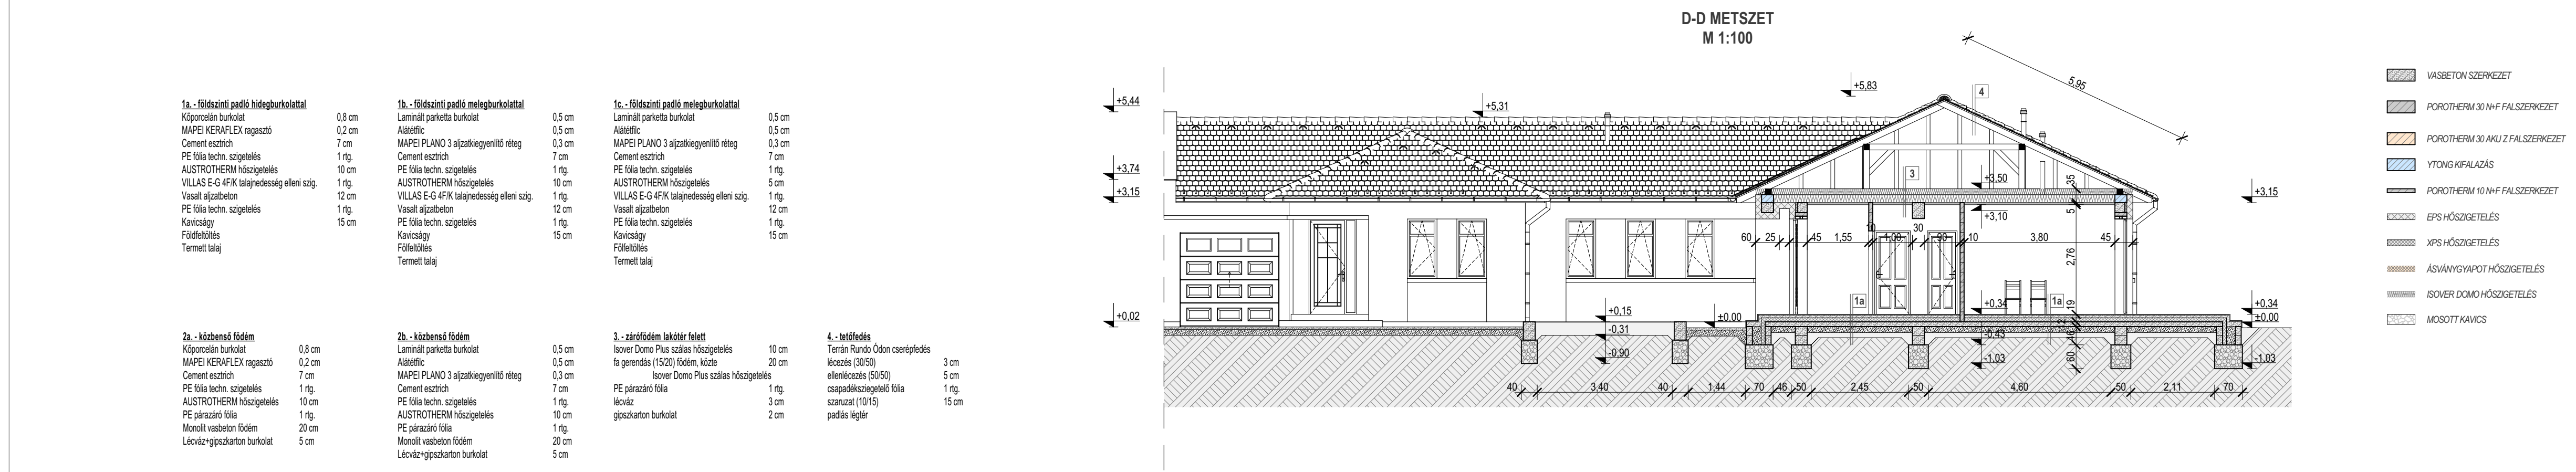 D-D METSZET
M 1:100
1a. - földszinti padló hidegburkolattal
Kőporcelán burkolat 0,8 cm
MAPEI KERAFLEX ragasztó 0,2 cm
Cement esztrich 7 cm
PE fólia techn. szigetelés 1 rtg.
AUSTROTHERM hőszigetelés 10 cm
VILLAS E-G 4F/K talajnedesség elleni szig. 1 rtg.
Vasalt aljzatbeton 12 cm
PE fólia techn. szigetelés 1 rtg.
Kavicságy 15 cm
Földfeltöltés
Termett talaj
1b. - földszinti padló melegburkolattal
Laminált parketta burkolat 0,5 cm
Alátétfilc 0,5 cm
MAPEI PLANO 3 aljzatkiegyenlítő réteg 0,3 cm
Cement esztrich 7 cm
PE fólia techn. szigetelés 1 rtg.
AUSTROTHERM hőszigetelés 10 cm
VILLAS E-G 4F/K talajnedesség elleni szig. 1 rtg.
Vasalt aljzatbeton 12 cm
PE fólia techn. szigetelés 1 rtg.
Kavicságy 15 cm
Fölfeltöltés
Termett talaj
1c. - földszinti padló melegburkolattal
Laminált parketta burkolat 0,5 cm
Alátétfilc 0,5 cm
MAPEI PLANO 3 aljzatkiegyenlítő réteg 0,3 cm
Cement esztrich 7 cm
PE fólia techn. szigetelés 1 rtg.
AUSTROTHERM hőszigetelés 5 cm
VILLAS E-G 4F/K talajnedesség elleni szig. 1 rtg.
Vasalt aljzatbeton 12 cm
PE fólia techn. szigetelés 1 rtg.
Kavicságy 15 cm
Fölfeltöltés
Termett talaj
2a. - közbenső födém
Kőporcelán burkolat 0,8 cm
MAPEI KERAFLEX ragasztó 0,2 cm
Cement esztrich 7 cm
PE fólia techn. szigetelés 1 rtg.
AUSTROTHERM hőszigetelés 10 cm
PE párazáró fólia 1 rtg.
Monolit vasbeton födém 20 cm
Lécváz+gipszkarton burkolat 5 cm
2b. - közbenső födém
Laminált parketta burkolat 0,5 cm
Alátétfilc 0,5 cm
MAPEI PLANO 3 aljzatkiegyenlítő réteg 0,3 cm
Cement esztrich 7 cm
PE fólia techn. szigetelés 1 rtg.
AUSTROTHERM hőszigetelés 10 cm
PE párazáró fólia 1 rtg.
Monolit vasbeton födém 20 cm
Lécváz+gipszkarton burkolat 5 cm
3. - zárófödém lakótér felett
Isover Domo Plus szálas hőszigetelés 10 cm
fa gerendás (15/20) födém, közte 20 cm
Isover Domo Plus szálas hőszigetelés
PE párazáró fólia 1 rtg.
lécváz 3 cm
gipszkarton burkolat 2 cm
4. - tetőfedés
Terrán Rundo Ódon cserépfedés
lécezés (30/50) 3 cm
ellenlécezés (50/50) 5 cm
csapadéksziegetelő fólia 1 rtg.
szaruzat (10/15) 15 cm
padlás légtér
+5,44
+3,74
+3,15
+0,02
+5,31
+5,83
5,95
4
3
+3,50
35
+3,10
5
+3,15
60 25 45 1,55 10 1,00 30 90 10 3,80 45
2,76
1a
1a
+0,34
19
+0,34
±0,00
+0,15
±0,00
-0,31
-0,90
-0,43
-1,03
12
46
60
-1,03
40 3,40 40 1,44 70 46 50 2,45 50 4,60 50 2,11 70
VASBETON SZERKEZET
POROTHERM 30 N+F FALSZERKEZET
POROTHERM 30 AKU Z FALSZERKEZET
YTONG KIFALAZÁS
POROTHERM 10 N+F FALSZERKEZET
EPS HŐSZIGETELÉS
XPS HŐSZIGETELÉS
ÁSVÁNYGYAPOT HŐSZIGETELÉS
ISOVER DOMO HŐSZIGETELÉS
MOSOTT KAVICS